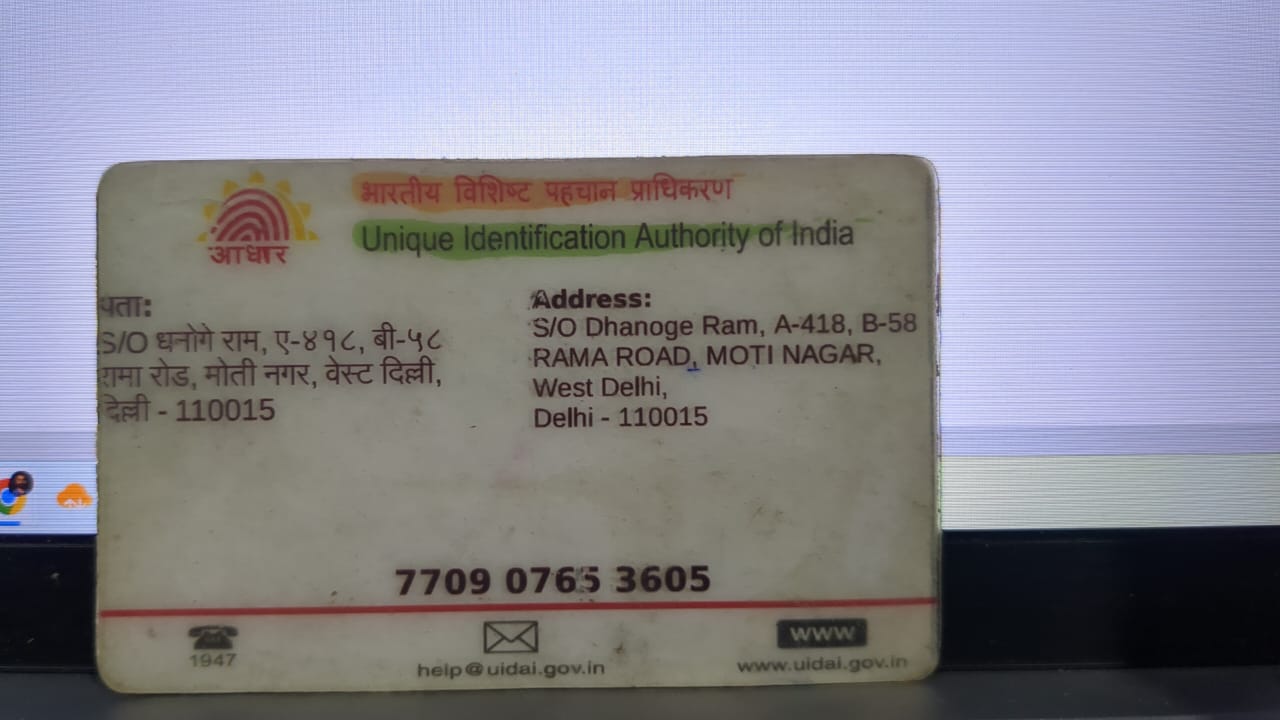 भारतीय विशिष्ट पहचान प्राधिकरण
Unique Identification Authority of India
आधार
पता:
S/O धनोगे राम, ए-४१८, बी-५८
रामा रोड, मोती नगर, वेस्ट दिल्ली,
दिल्ली - 110015
Address:
S/O Dhanoge Ram, A-418, B-58
RAMA ROAD, MOTI NAGAR,
West Delhi,
Delhi - 110015
7709 0765 3605
1947
help@uidai.gov.in
WWW
www.uidai.gov.in